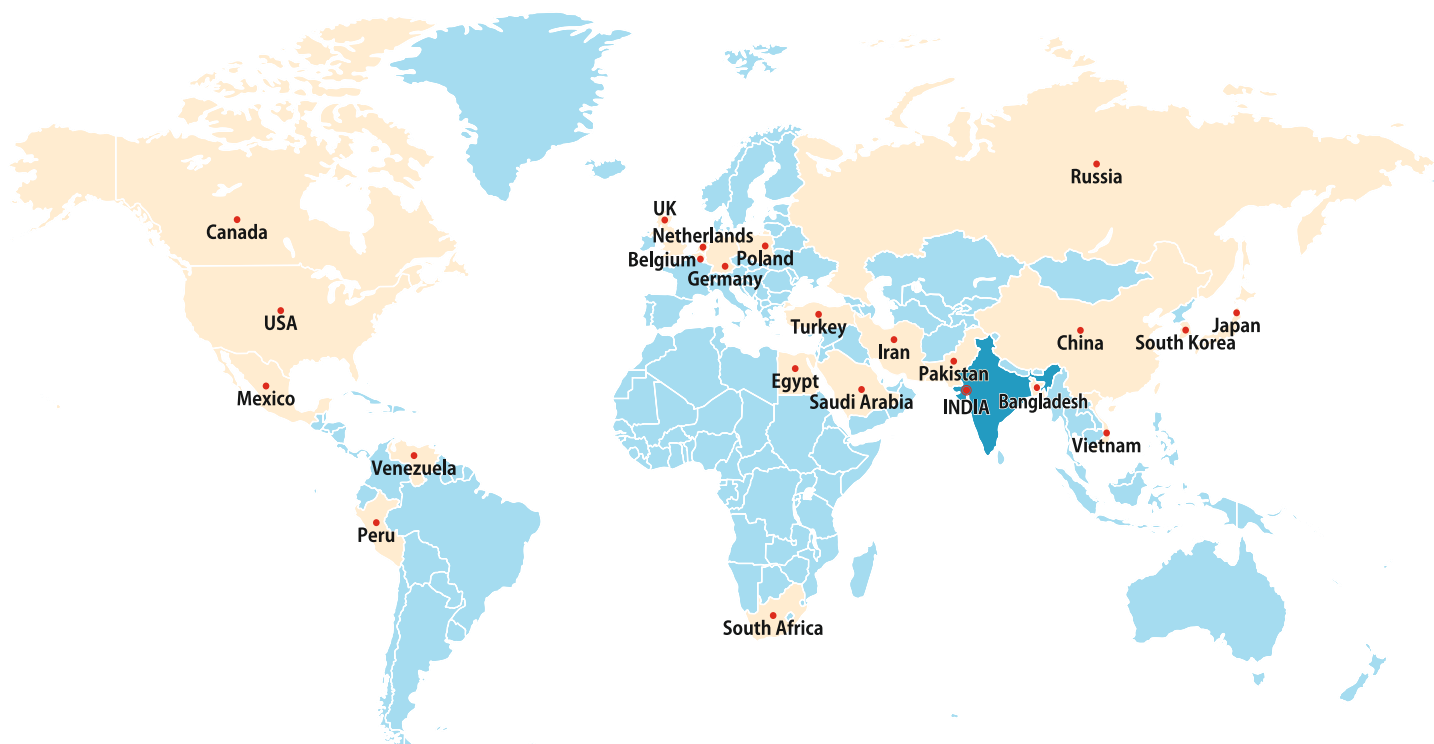 Russia
UK
Canada
Netherlands
Belgium
Poland
Germany
USA
Turkey
Japan
Iran
China
South Korea
Pakistan
Egypt
Mexico
Saudi Arabia
INDIA
Bangladesh
Vietnam
Venezuela
Peru
South Africa